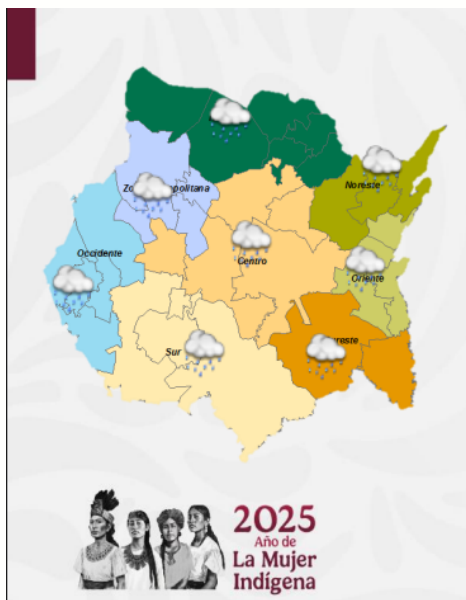 Noreste
Occidente
Centro
Oriente
Sur
2025
Año de
La Mujer
Indígena